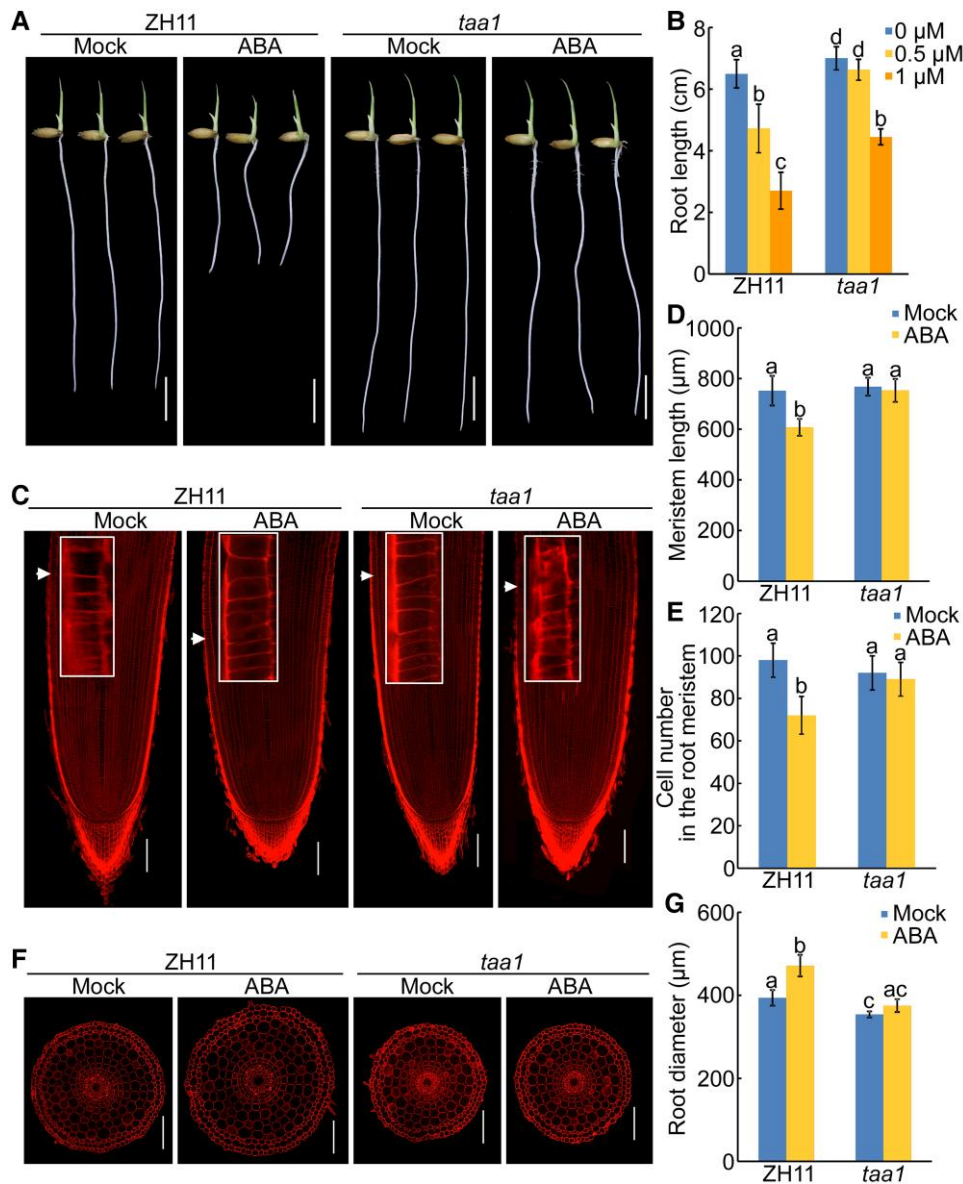 A
ZH11
taa1
Mock
ABA
Mock
ABA
B
Root length (cm)
8
6
4
2
0
0 µM
0.5 µM
1 µM
a
b
c
d
d
b
ZH11
taa1
C
ZH11
taa1
Mock
ABA
Mock
ABA
D
Meristem length (µm)
1000
800
600
400
200
0
Mock
ABA
a
b
a
a
ZH11
taa1
E
Cell number
in the root meristem
120
100
80
60
40
20
0
Mock
ABA
a
b
a
a
ZH11
taa1
F
ZH11
taa1
Mock
ABA
Mock
ABA
G
Root diameter (µm)
600
400
200
0
Mock
ABA
a
b
c
ac
ZH11
taa1